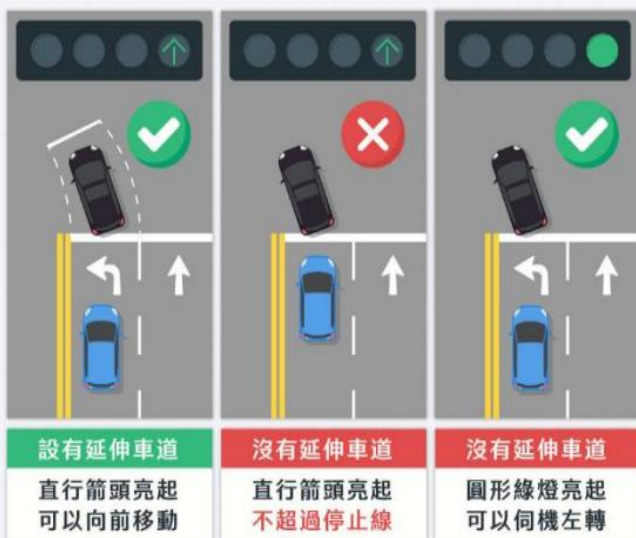 設有延伸車道
直行箭頭亮起
可以向前移動
沒有延伸車道
直行箭頭亮起
不超過停止線
沒有延伸車道
圓形綠燈亮起
可以伺機左轉